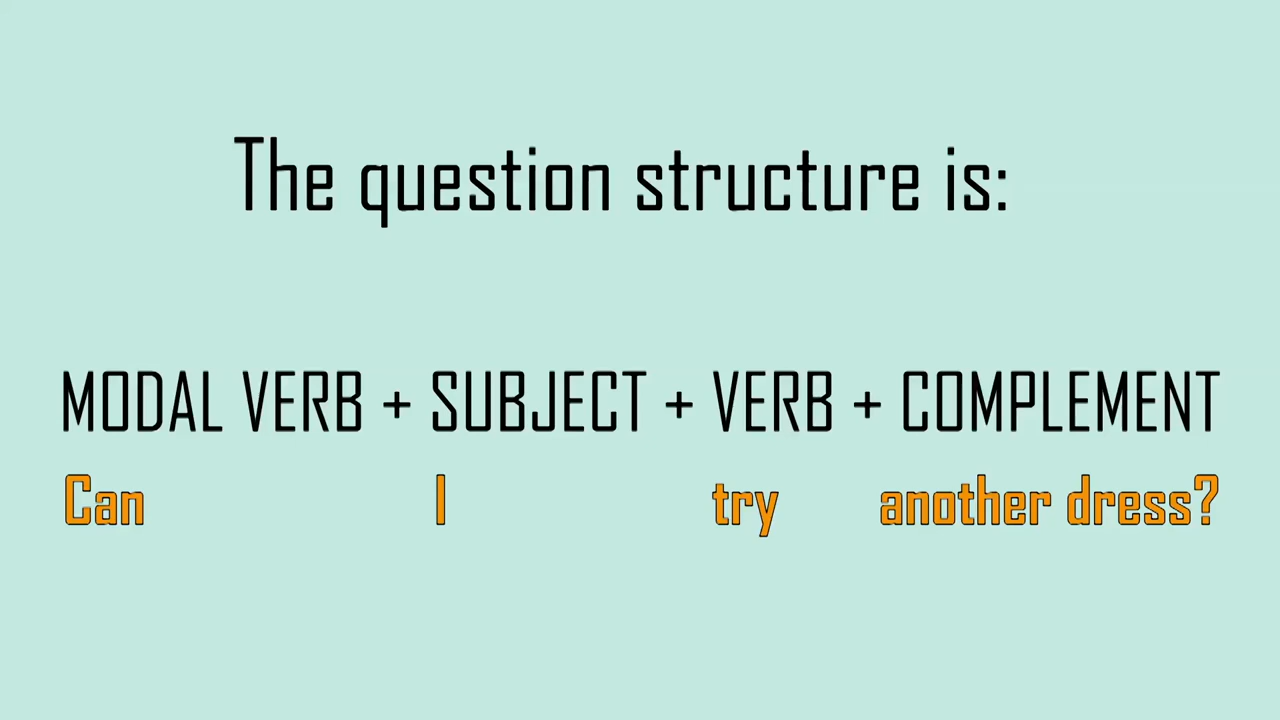 The question structure is:
MODAL VERB + SUBJECT + VERB + COMPLEMENT
Can I try another dress?